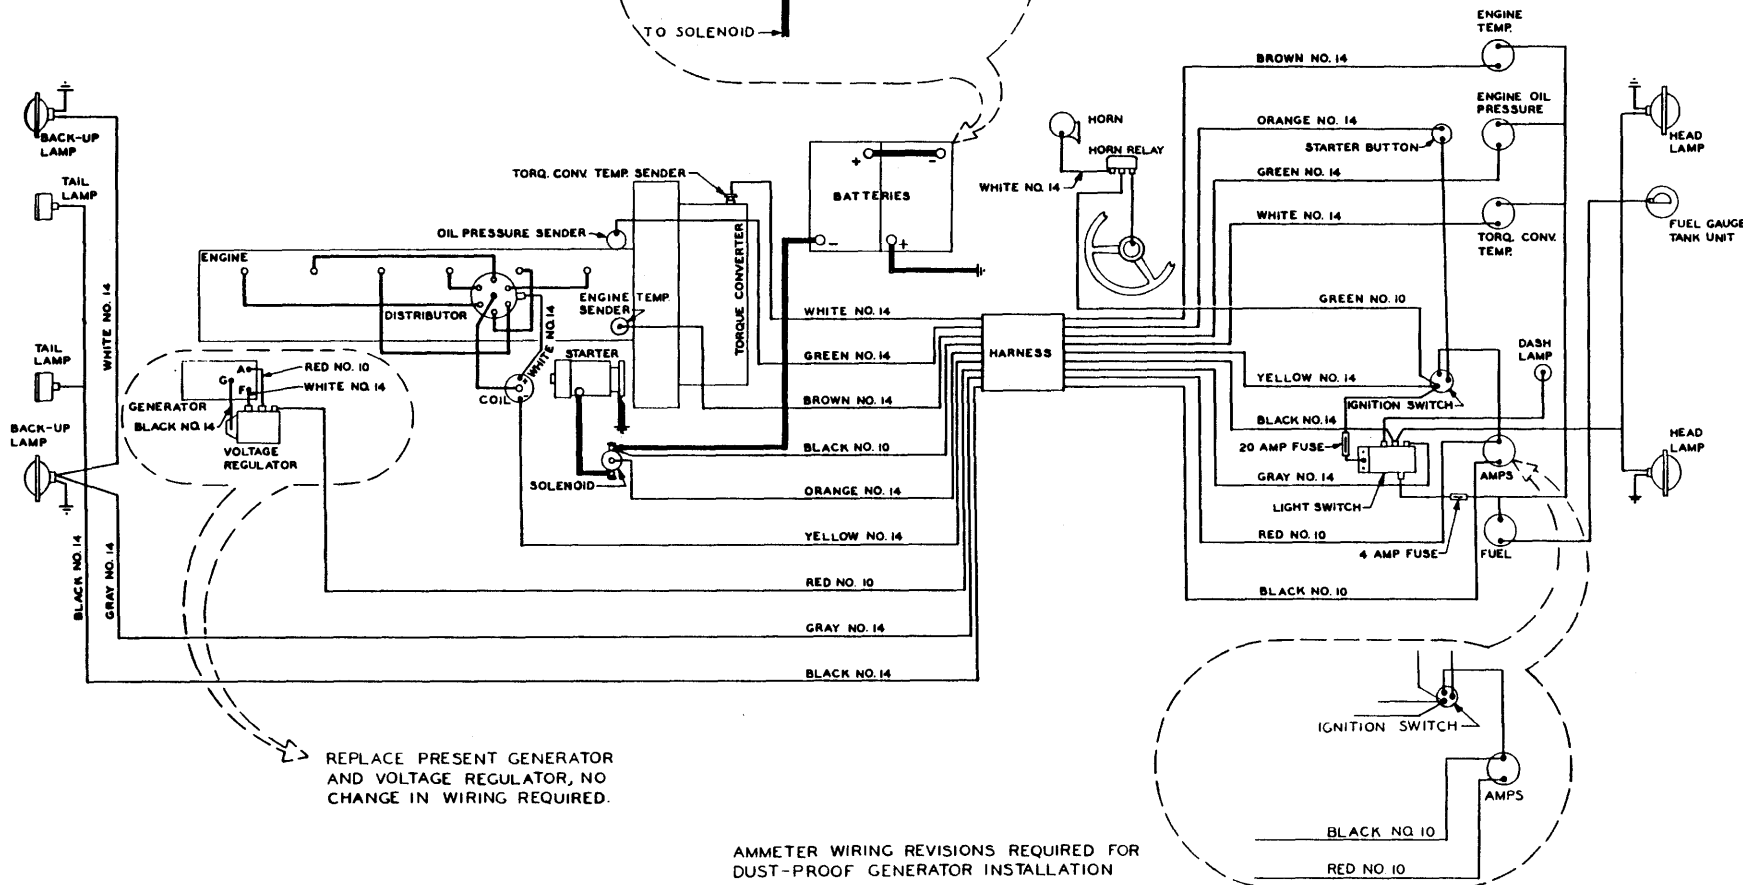 TO SOLENOID
ENGINE
TEMP.
BROWN NO. 14
BACK-UP
LAMP
HORN
ENGINE OIL
PRESSURE
ORANGE NO. 14
HORN RELAY
STARTER BUTTON
HEAD
LAMP
TAIL
LAMP
TORQ. CONV. TEMP. SENDER
+
-
BATTERIES
WHITE NO. 14
GREEN NO. 14
WHITE NO. 14
FUEL GAUGE
TANK UNIT
OIL PRESSURE SENDER
-
+
TORQ. CONV.
TEMP.
ENGINE
TORQUE CONVERTER
WHITE NO. 14
DISTRIBUTOR
ENGINE TEMP.
SENDER
WHITE NO. 14
GREEN NO. 10
WHITE NO. 14
TAIL
LAMP
STARTER
GREEN NO. 14
HARNESS
DASH
LAMP
A
RED NO. 10
G
F
WHITE NO. 14
GENERATOR
BLACK NO. 14
VOLTAGE
REGULATOR
COIL
+
-
BROWN NO. 14
YELLOW NO. 14
IGNITION SWITCH
BACK-UP
LAMP
BLACK NO. 14
HEAD
LAMP
BLACK NO. 10
20 AMP FUSE
SOLENOID
ORANGE NO. 14
GRAY NO. 14
AMPS
LIGHT SWITCH
BLACK NO. 14
GRAY NO. 14
YELLOW NO. 14
RED NO. 10
4 AMP FUSE
FUEL
RED NO. 10
BLACK NO. 10
GRAY NO. 14
BLACK NO. 14
IGNITION SWITCH
REPLACE PRESENT GENERATOR
AND VOLTAGE REGULATOR, NO
CHANGE IN WIRING REQUIRED.
AMPS
BLACK NO. 10
AMMETER WIRING REVISIONS REQUIRED FOR
DUST-PROOF GENERATOR INSTALLATION
RED NO. 10